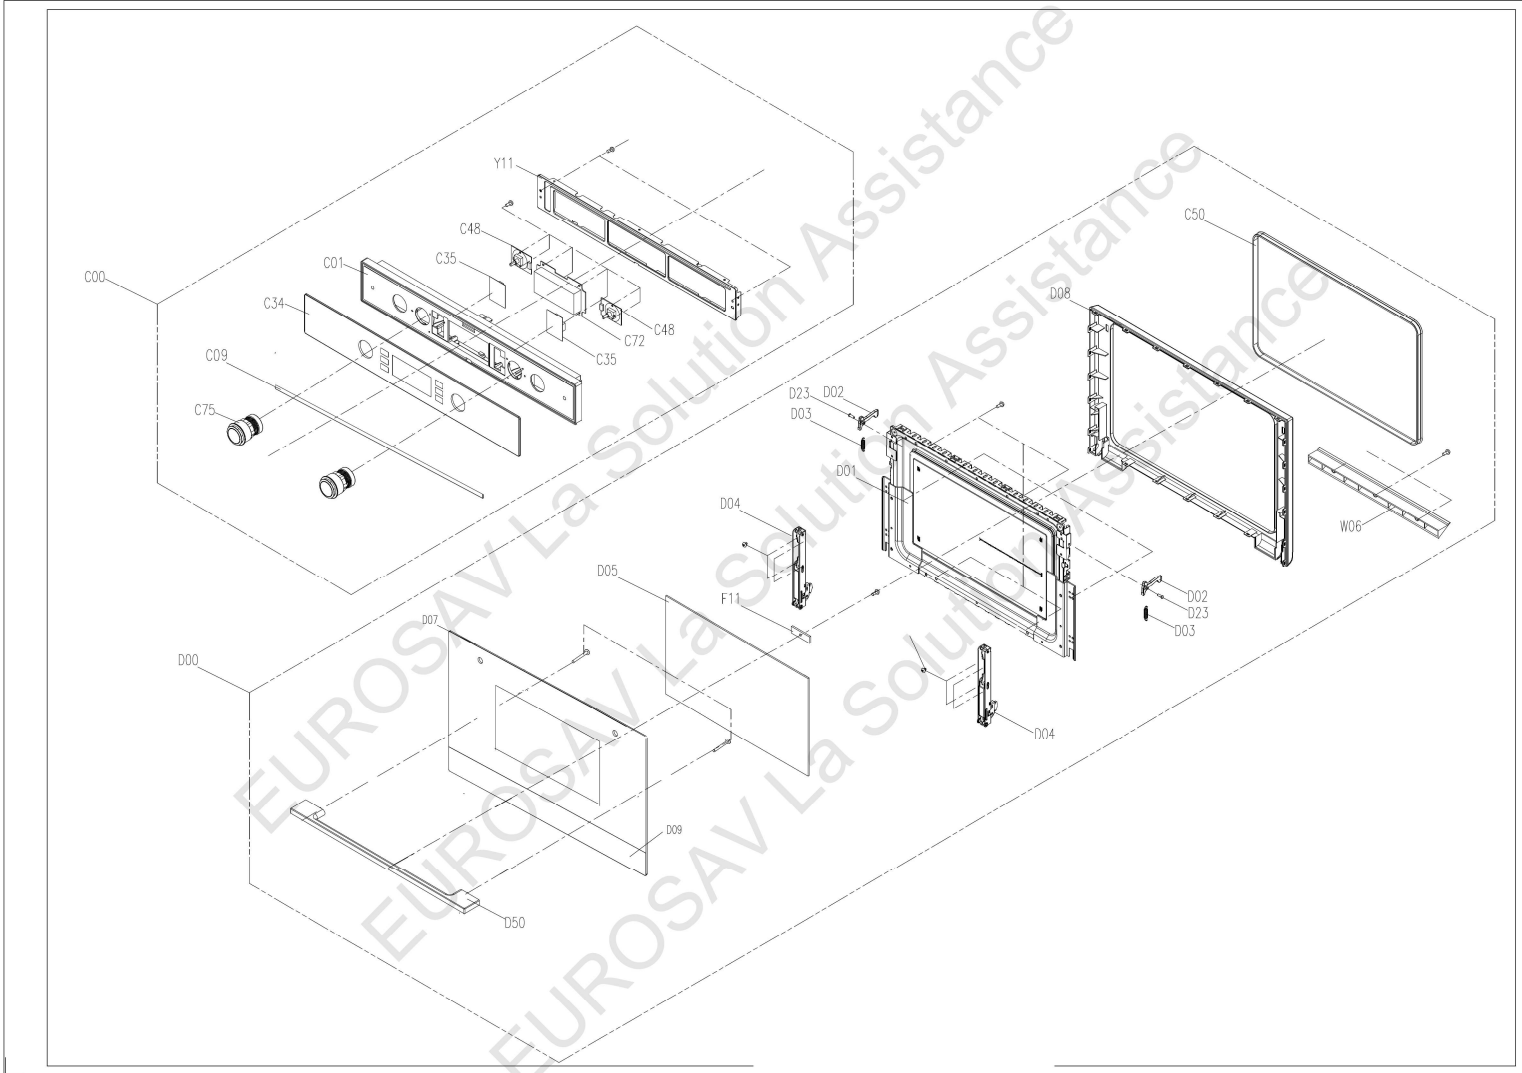 Y11
C48
C35
C01
C00
C34
C48
C72
C35
C09
C75
C50
D08
D02
D23
D03
D01
W06
D04
D05
F11
D02
D23
D03
D07
D00
D04
D09
D50
EUROSAV La Solution Assistance
EUROSAV La Solution Assistance
EUROSAV La Solution Assistance